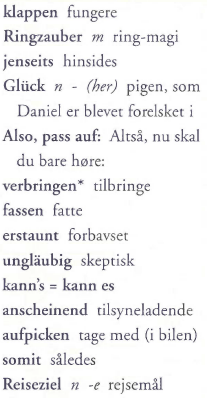 klappen fungere
Ringzauber m ring-magi
jenseits hinsides
Glück n - (her) pigen, som
Daniel er blevet forelsket i
Also, pass auf: Altså, nu skal
du bare høre:
verbringen* tilbringe
fassen fatte
erstaunt forbavset
ungläubig skeptisk
kann's = kann es
anscheinend tilsyneladende
aufpicken tage med (i bilen)
somit således
Reiseziel n -e rejsemål